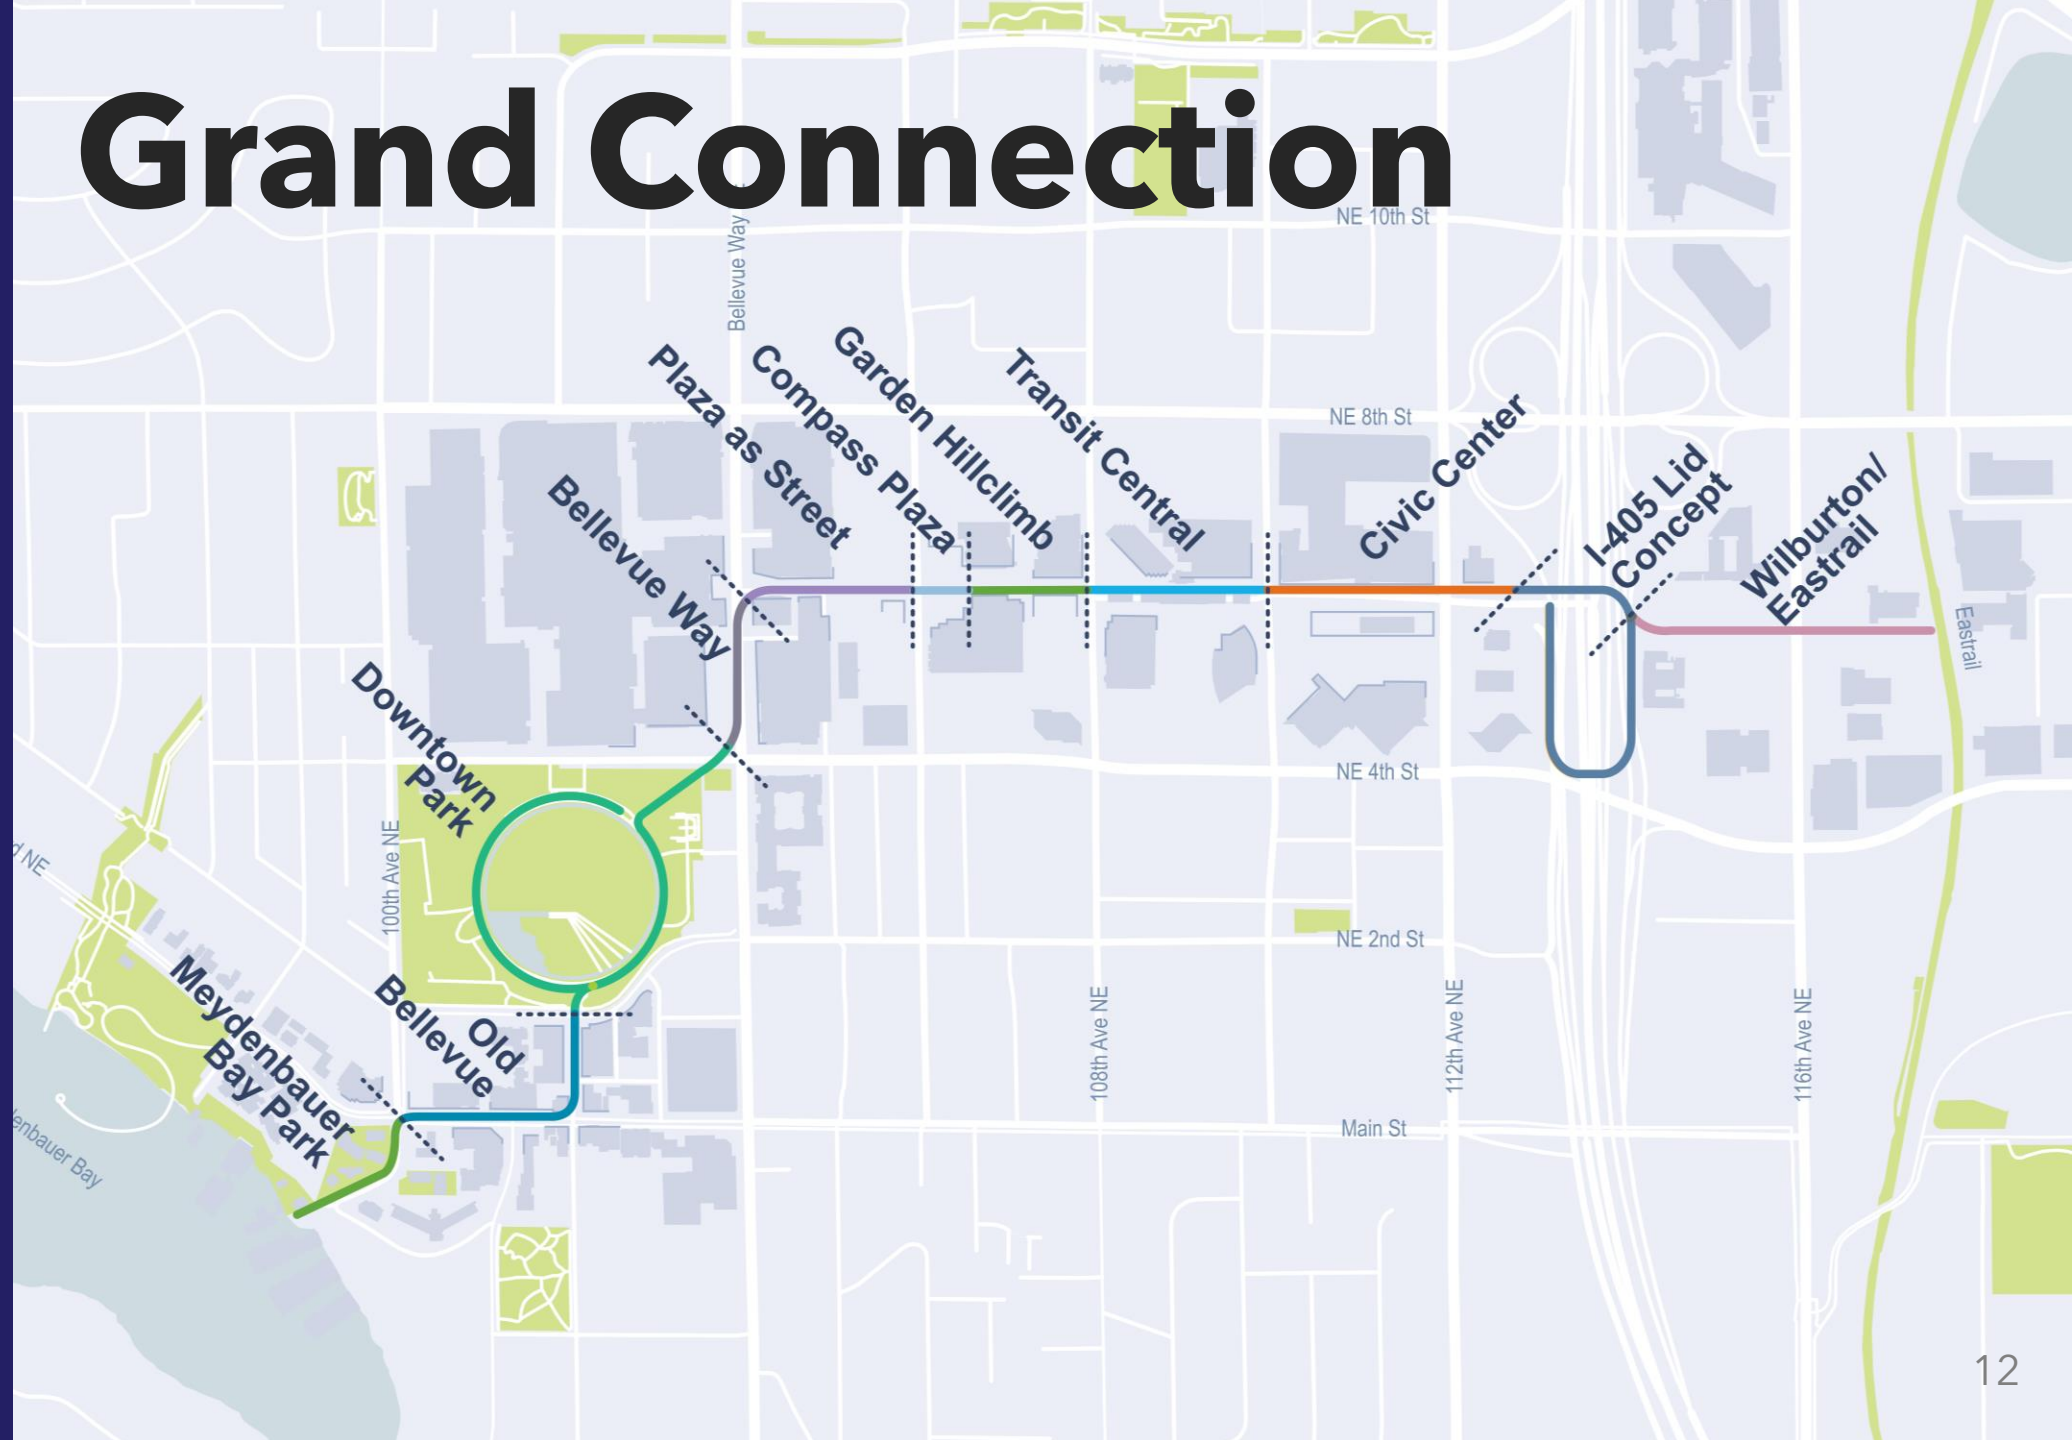 Grand Connection
NE 10th St
Bellevue Way
NE 8th St
Plaza as Street
Compass Plaza
Garden Hillclimb
Transit Central
Civic Center
I-405 Lid
Concept
Wilburton/
Eastrail
Bellevue Way
Eastrail
Downtown
Park
NE 4th St
100th Ave NE
NE 2nd St
Meydenbauer
Bay Park
Old
Bellevue
108th Ave NE
112th Ave NE
116th Ave NE
Main St
d NE
enbauer Bay
12